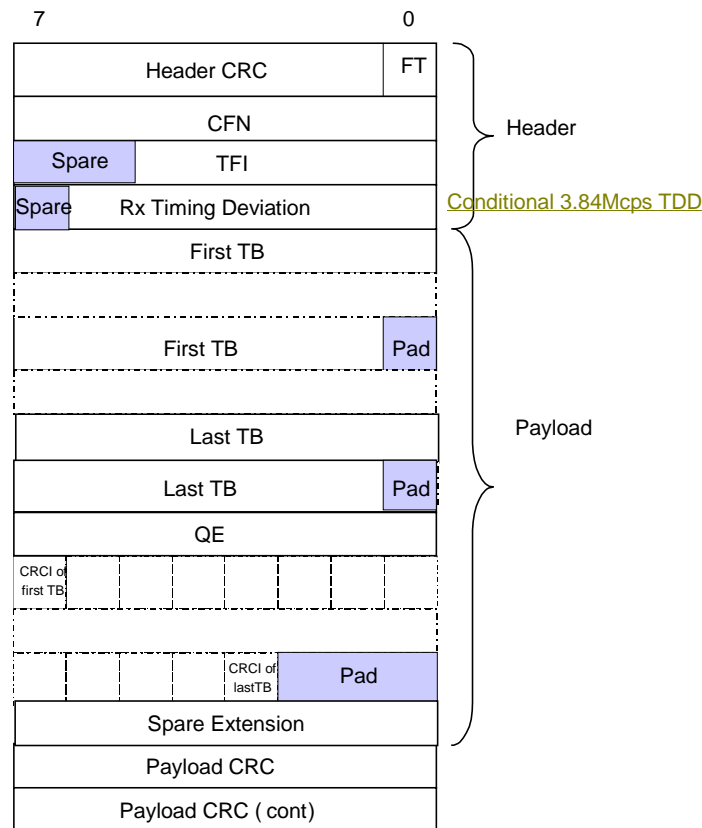 7 0
Header CRC FT
CFN
Header
Spare TFI
Spare Rx Timing Deviation Conditional 3.84Mcps TDD
First TB
First TB Pad
Last TB
Payload
Last TB Pad
QE
CRCI of
first TB
CRCI of
lastTB
Pad
Spare Extension
Payload CRC
Payload CRC ( cont)